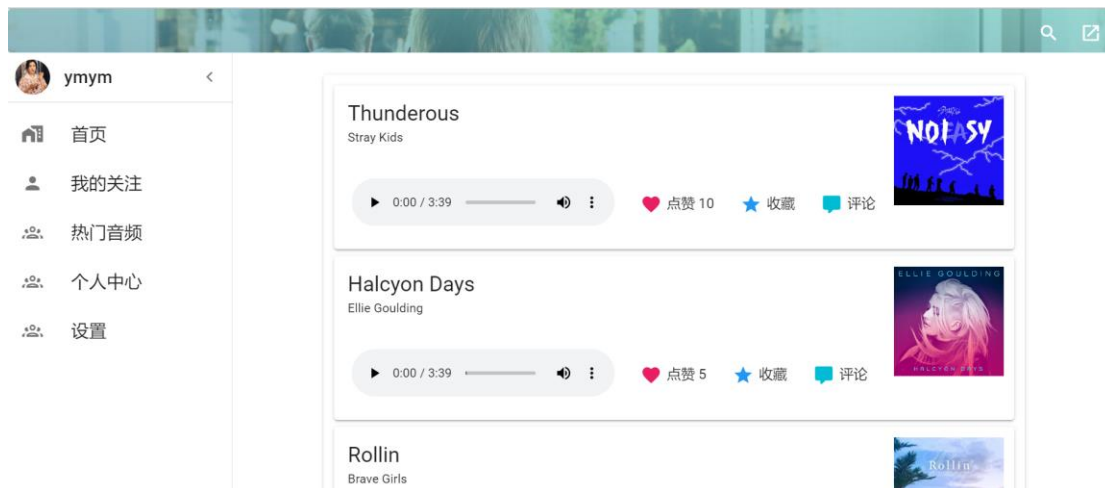 ymym
首页
我的关注
热门音频
个人中心
设置
Thunderous
Stray Kids
0:00 / 3:39
点赞 10
收藏
评论
NOEASY
Halcyon Days
Ellie Goulding
0:00 / 3:39
点赞 5
收藏
评论
ELLIE GOULDING
HALCYON DAYS
Rollin
Brave Girls
Rollin'